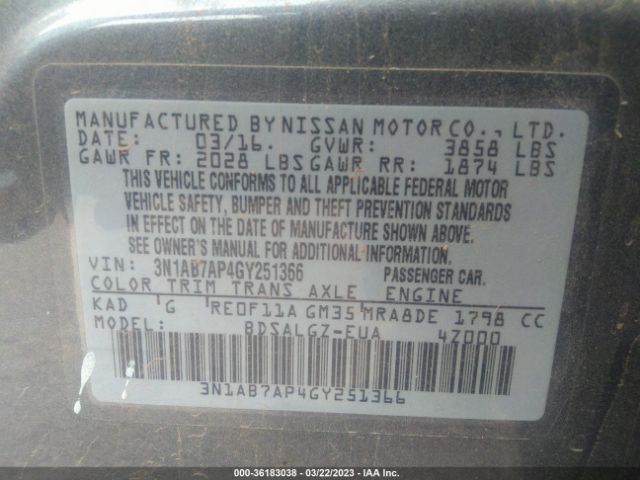 MANUFACTURED BY NISSAN MOTOR CO., LTD.
DATE: 03/16. GVWR: 3858 LBS
GAWR FR: 2028 LBS GAWR RR: 1874 LBS
THIS VEHICLE CONFORMS TO ALL APPLICABLE FEDERAL MOTOR
VEHICLE SAFETY, BUMPER AND THEFT PREVENTION STANDARDS
IN EFFECT ON THE DATE OF MANUFACTURE SHOWN ABOVE.
SEE OWNER'S MANUAL FOR ADDITIONAL INFORMATION.
VIN: 3N1AB7AP4GY251366 PASSENGER CAR.
COLOR TRIM TRANS AXLE ENGINE
KAD G RE0F11A GM35 MRA8DE 1798 CC
BDSALGZ-EUA 4Z000
3N1AB7AP4GY251366
000-36183038 - 03/22/2023 - IAA Inc.